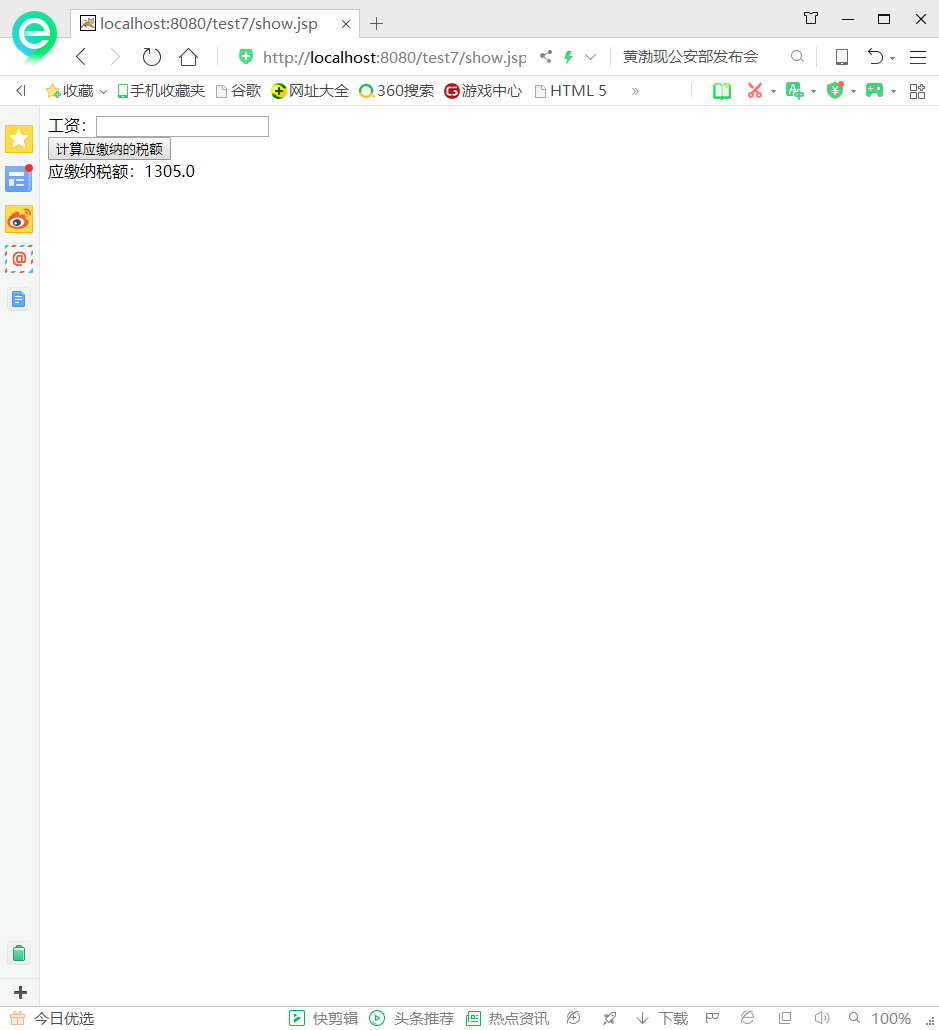 localhost:8080/test7/show.jsp
http://localhost:8080/test7/show.jsp
黄渤现公安部发布会
收藏 手机收藏夹 谷歌 网址大全 360搜索 游戏中心 HTML 5 »
工资：
计算应缴纳的税额
应缴纳税额：1305.0
今日优选 快剪辑 头条推荐 热点资讯 下载 100%